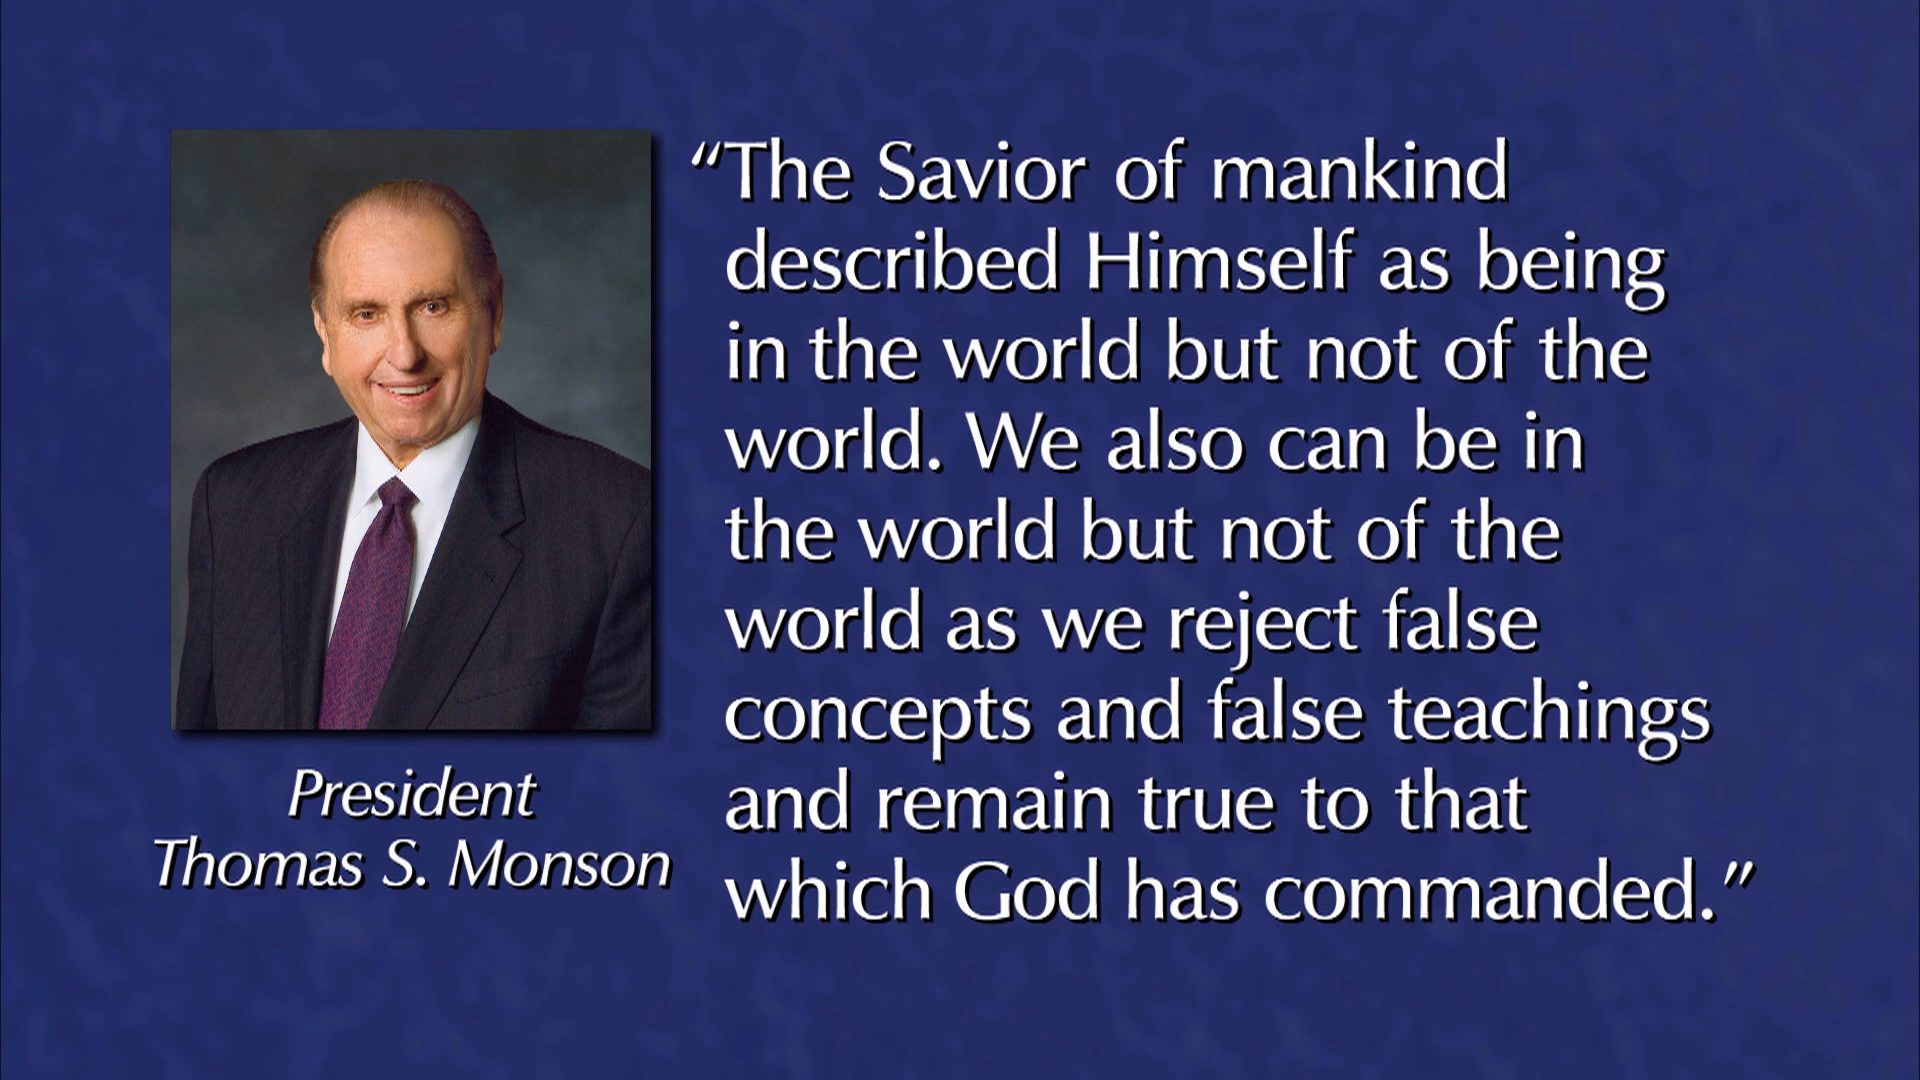 “The Savior of mankind
described Himself as being
in the world but not of the
world. We also can be in
the world but not of the
world as we reject false
concepts and false teachings
and remain true to that
which God has commanded.”
President
Thomas S. Monson